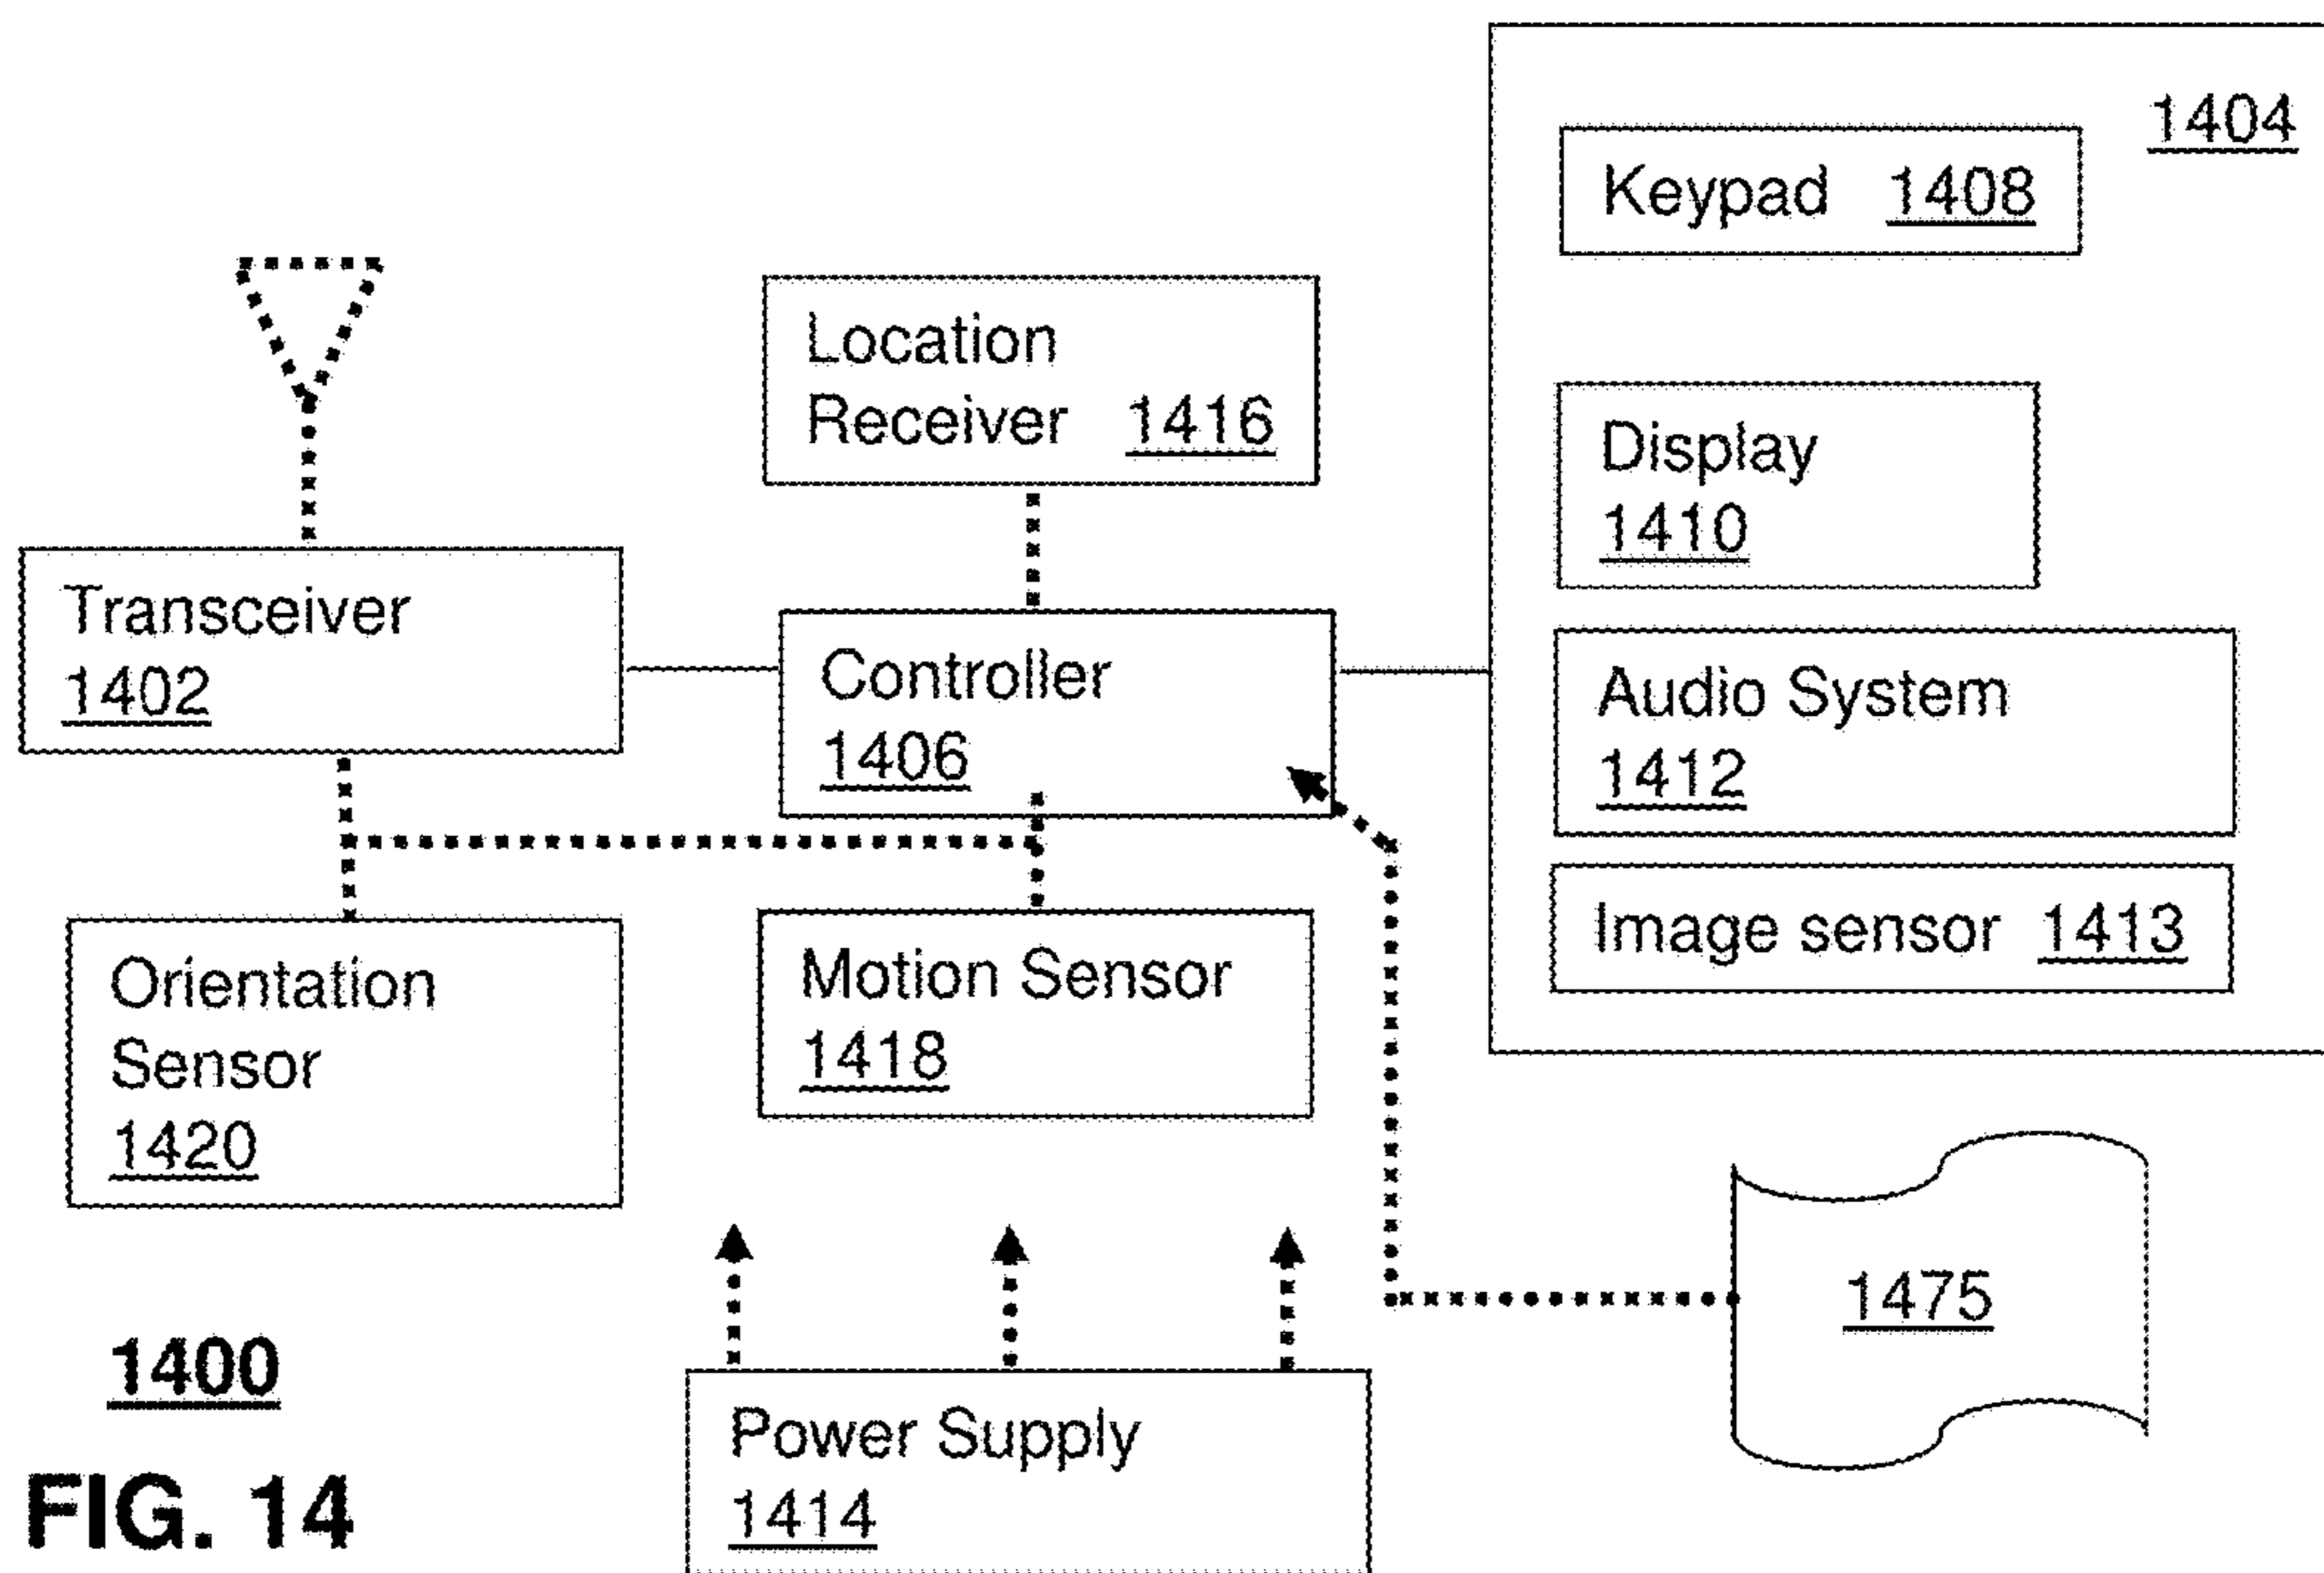 1404
Keypad 1408
Location
Receiver 1416
Display
1410
Transceiver
1402
Controller
1406
Audio System
1412
Image sensor 1413
Orientation
Sensor
1420
Motion Sensor
1418
1475
1400
Power Supply
1414
FIG. 14